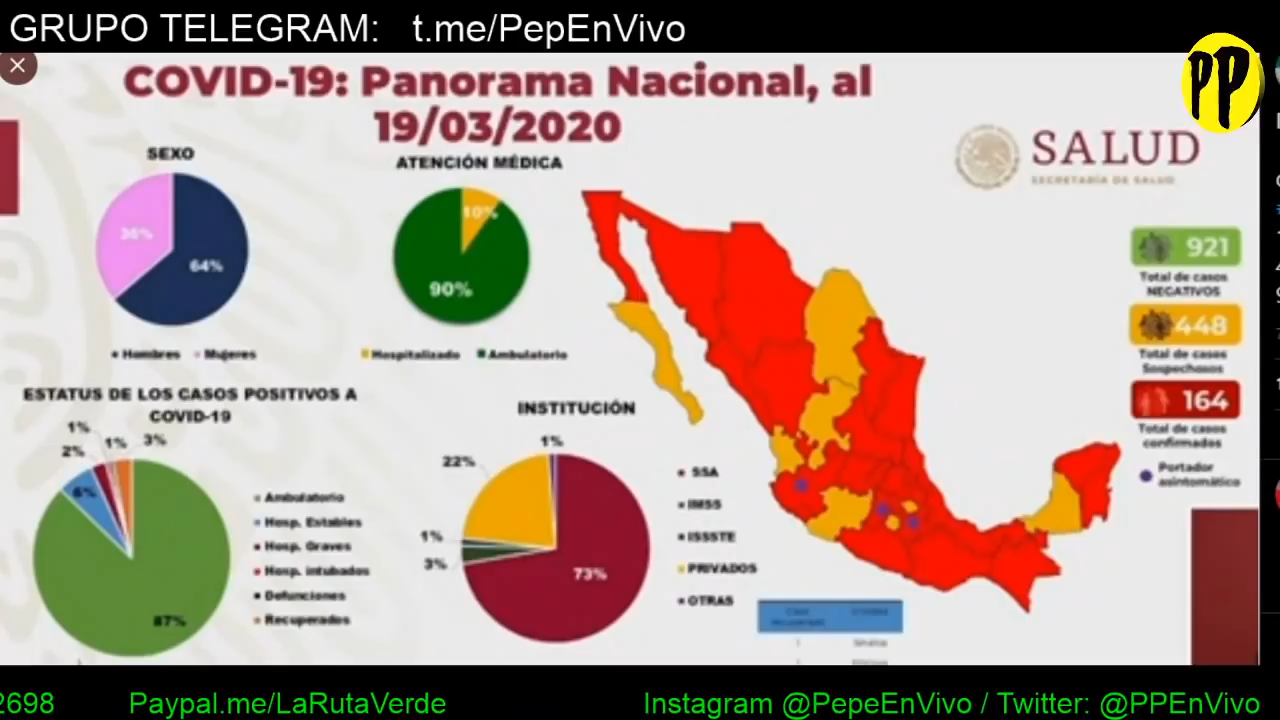 GRUPO TELEGRAM: t.me/PepEnVivo
PP
COVID-19: Panorama Nacional, al
19/03/2020
SALUD
SECRETARÍA DE SALUD
SEXO
36%
64%
Hombres
Mujeres
ATENCIÓN MÉDICA
10%
90%
Hospitalizado
Ambulatorio
921
Total de casos
NEGATIVOS
448
Total de casos
Sospechosos
164
Total de casos
confirmados
Portador
asintomático
ESTATUS DE LOS CASOS POSITIVOS A
COVID-19
1%
2%
1%
3%
6%
87%
Ambulatorio
Hosp. Estables
Hosp. Graves
Hosp. intubados
Defunciones
Recuperados
INSTITUCIÓN
1%
22%
1%
3%
73%
SSA
IMSS
ISSSTE
PRIVADOS
OTRAS
2698
Paypal.me/LaRutaVerde
Instagram @PepeEnVivo / Twitter: @PPEnVivo